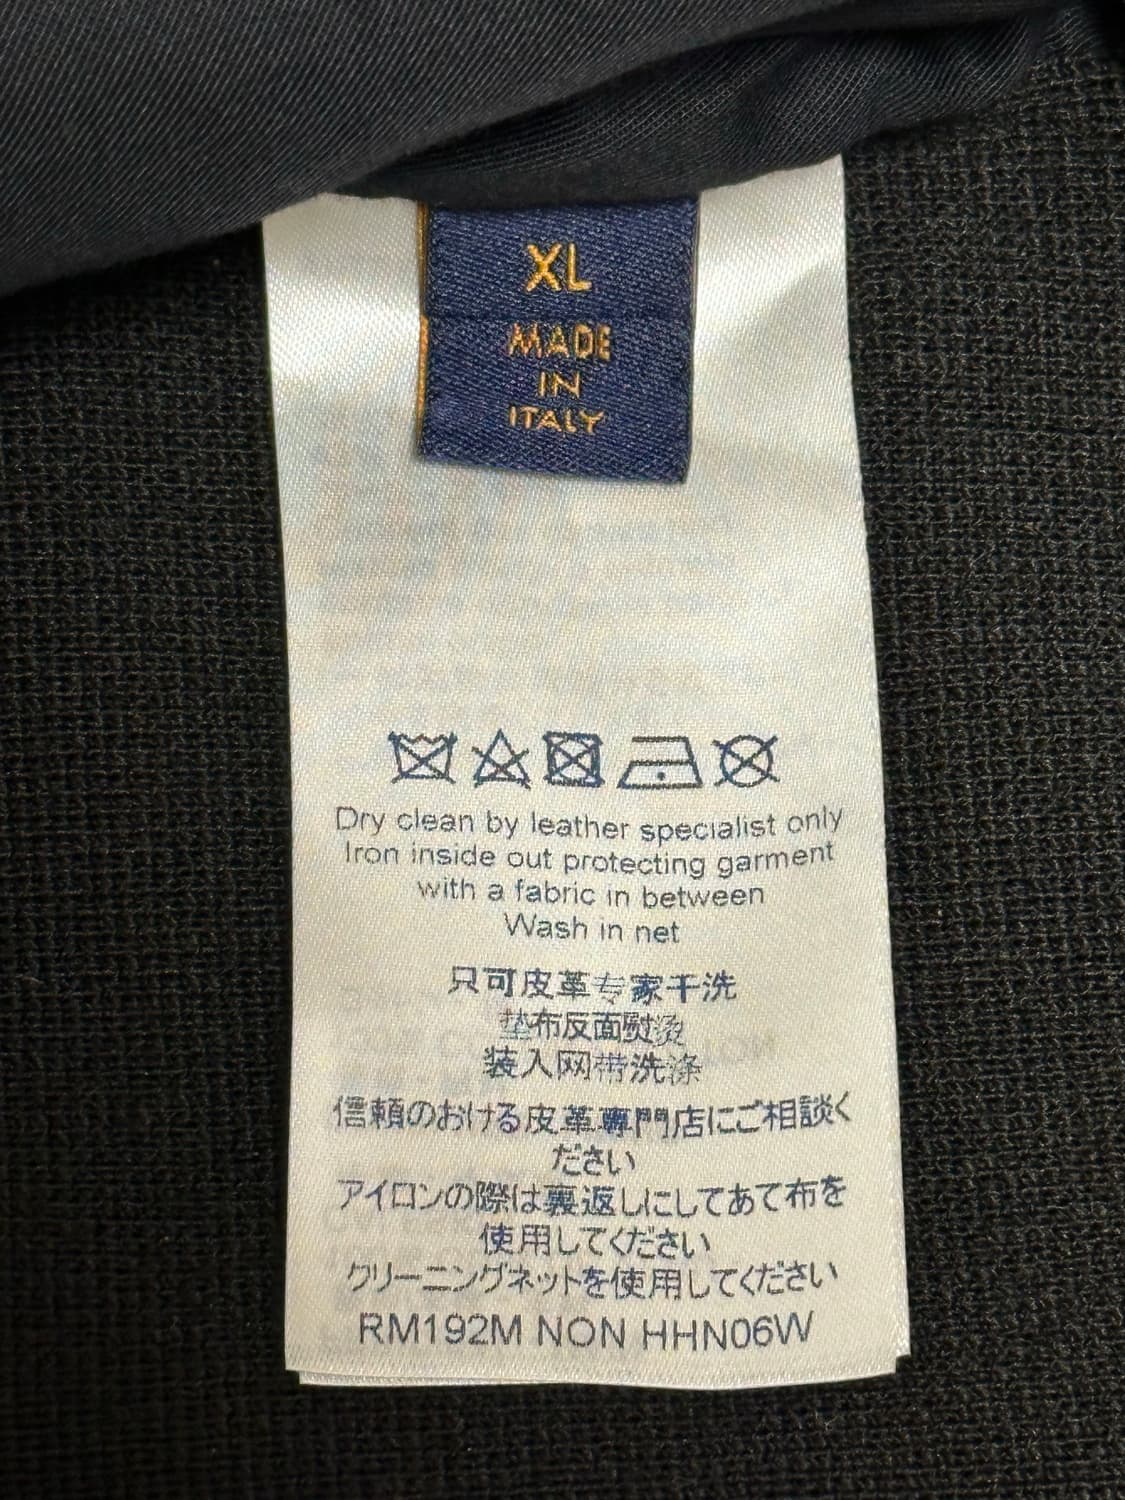 XL
MADE
IN
ITALY
Dry clean by leather specialist only
Iron inside out protecting garment
with a fabric in between
Wash in net
只可皮革专家干洗
垫布反面熨烫
装入网带洗涤
信頼のおける皮革專門店にご相談く
ださい
アイロンの際は裏返しにしてあて布を
使用してください
クリーニングネットを使用してください
RM192M NON HHN06W